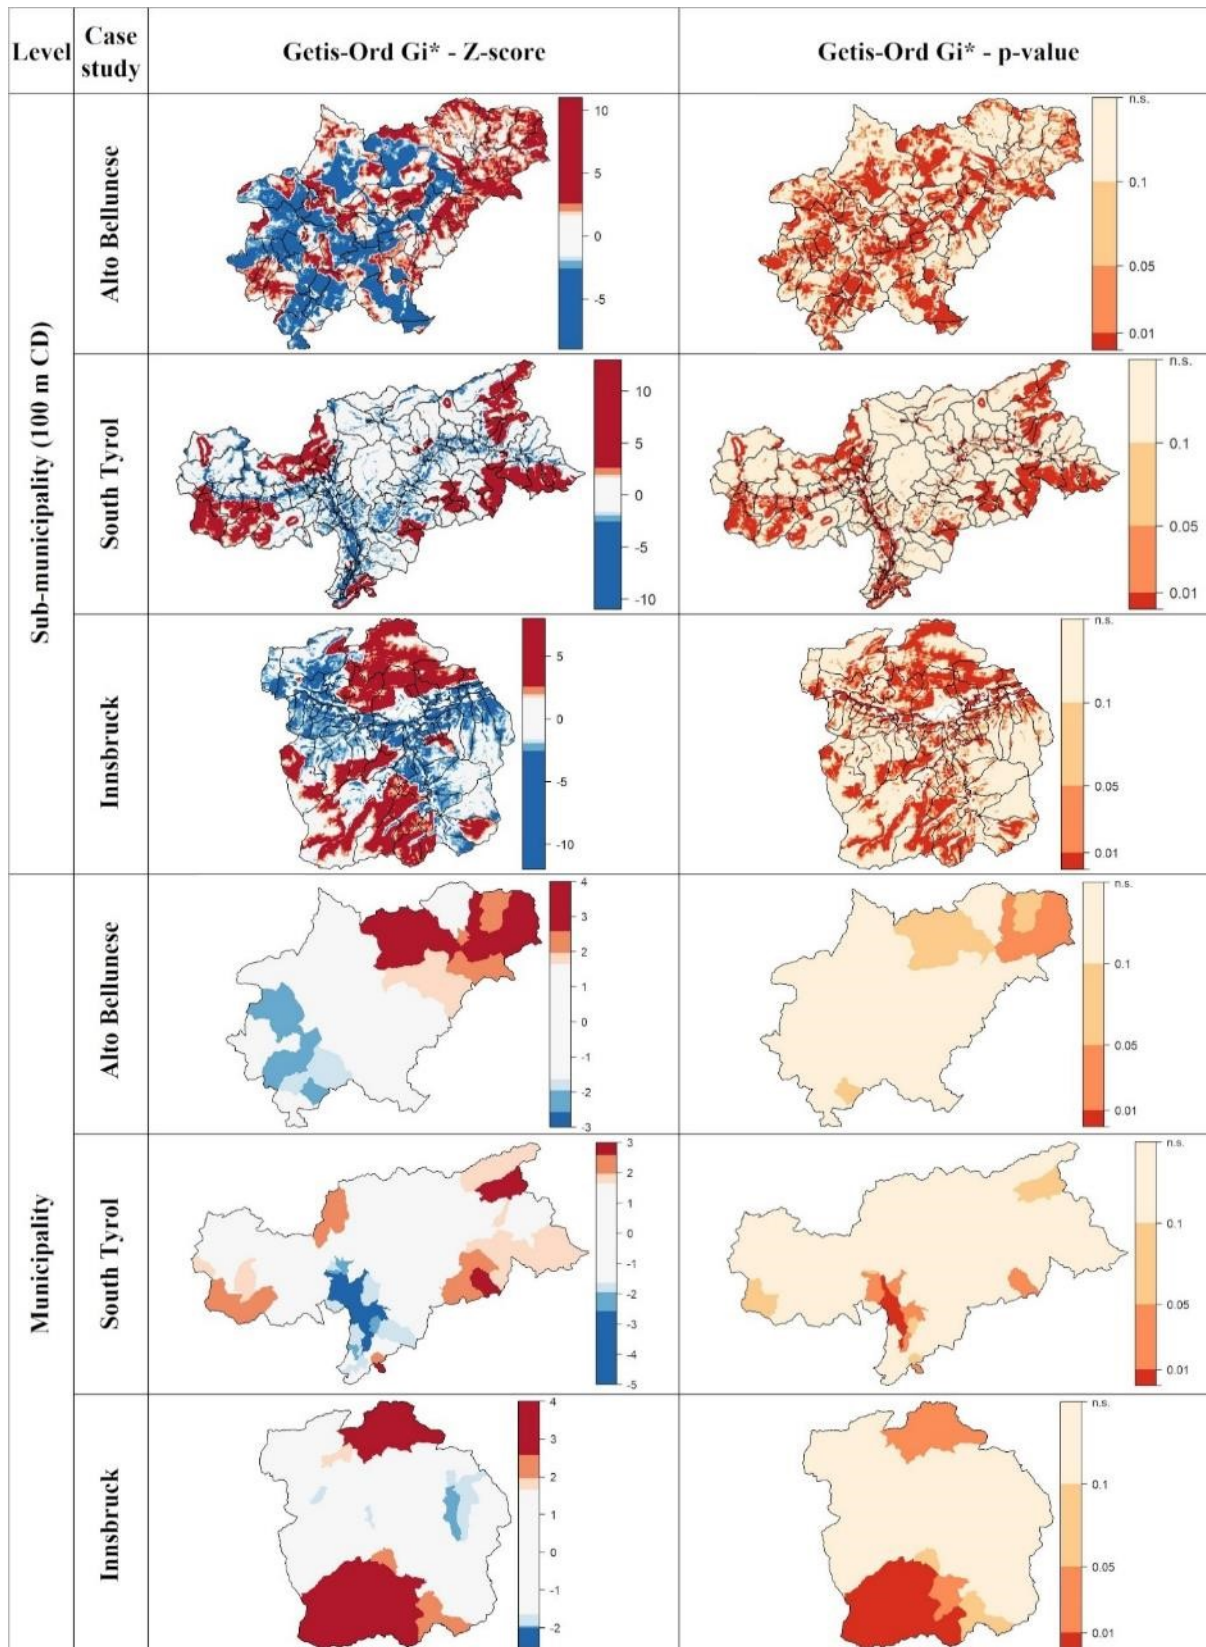 Level
Case
study
Getis-Ord Gi* - Z-score
Getis-Ord Gi* - p-value
Sub-municipality (100 m CD)
Alto Bellunese
10
5
0
-5
n.s.
0.1
0.05
0.01
South Tyrol
10
5
0
-5
-10
n.s.
0.1
0.05
0.01
Innsbruck
5
0
-5
-10
n.s.
0.1
0.05
0.01
Municipality
Alto Bellunese
4
3
2
1
0
-1
-2
-3
n.s.
0.1
0.05
0.01
South Tyrol
3
2
1
0
-1
-2
-3
-4
-5
n.s.
0.1
0.05
0.01
Innsbruck
4
3
2
1
0
-1
-2
n.s.
0.1
0.05
0.01